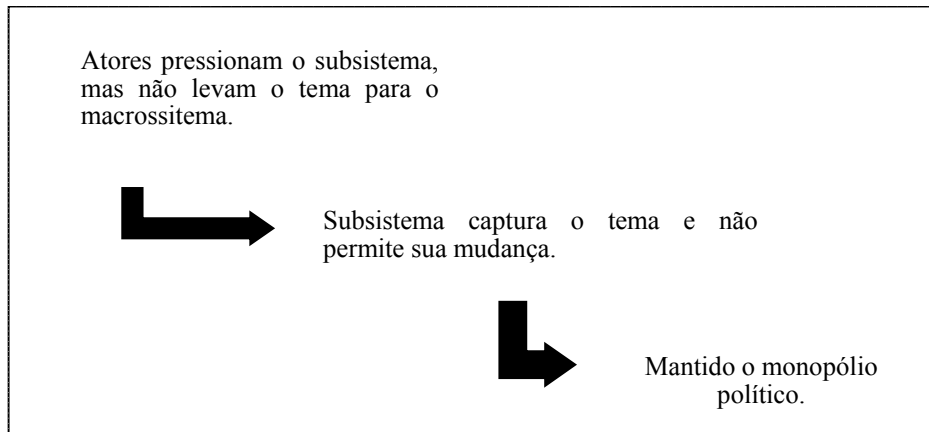 Atores pressionam o subsistema,
mas não levam o tema para o
macrossitema.
Subsistema captura o tema e não
permite sua mudança.
Mantido o monopólio
político.